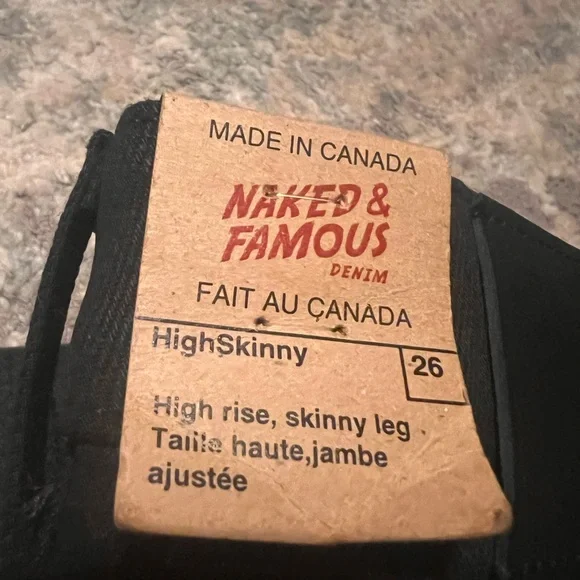 MADE IN CANADA
NAKED &
FAMOUS
DENIM
FAIT AU CANADA
HighSkinny
26
High rise, skinny leg
Taille haute,jambe
ajustée